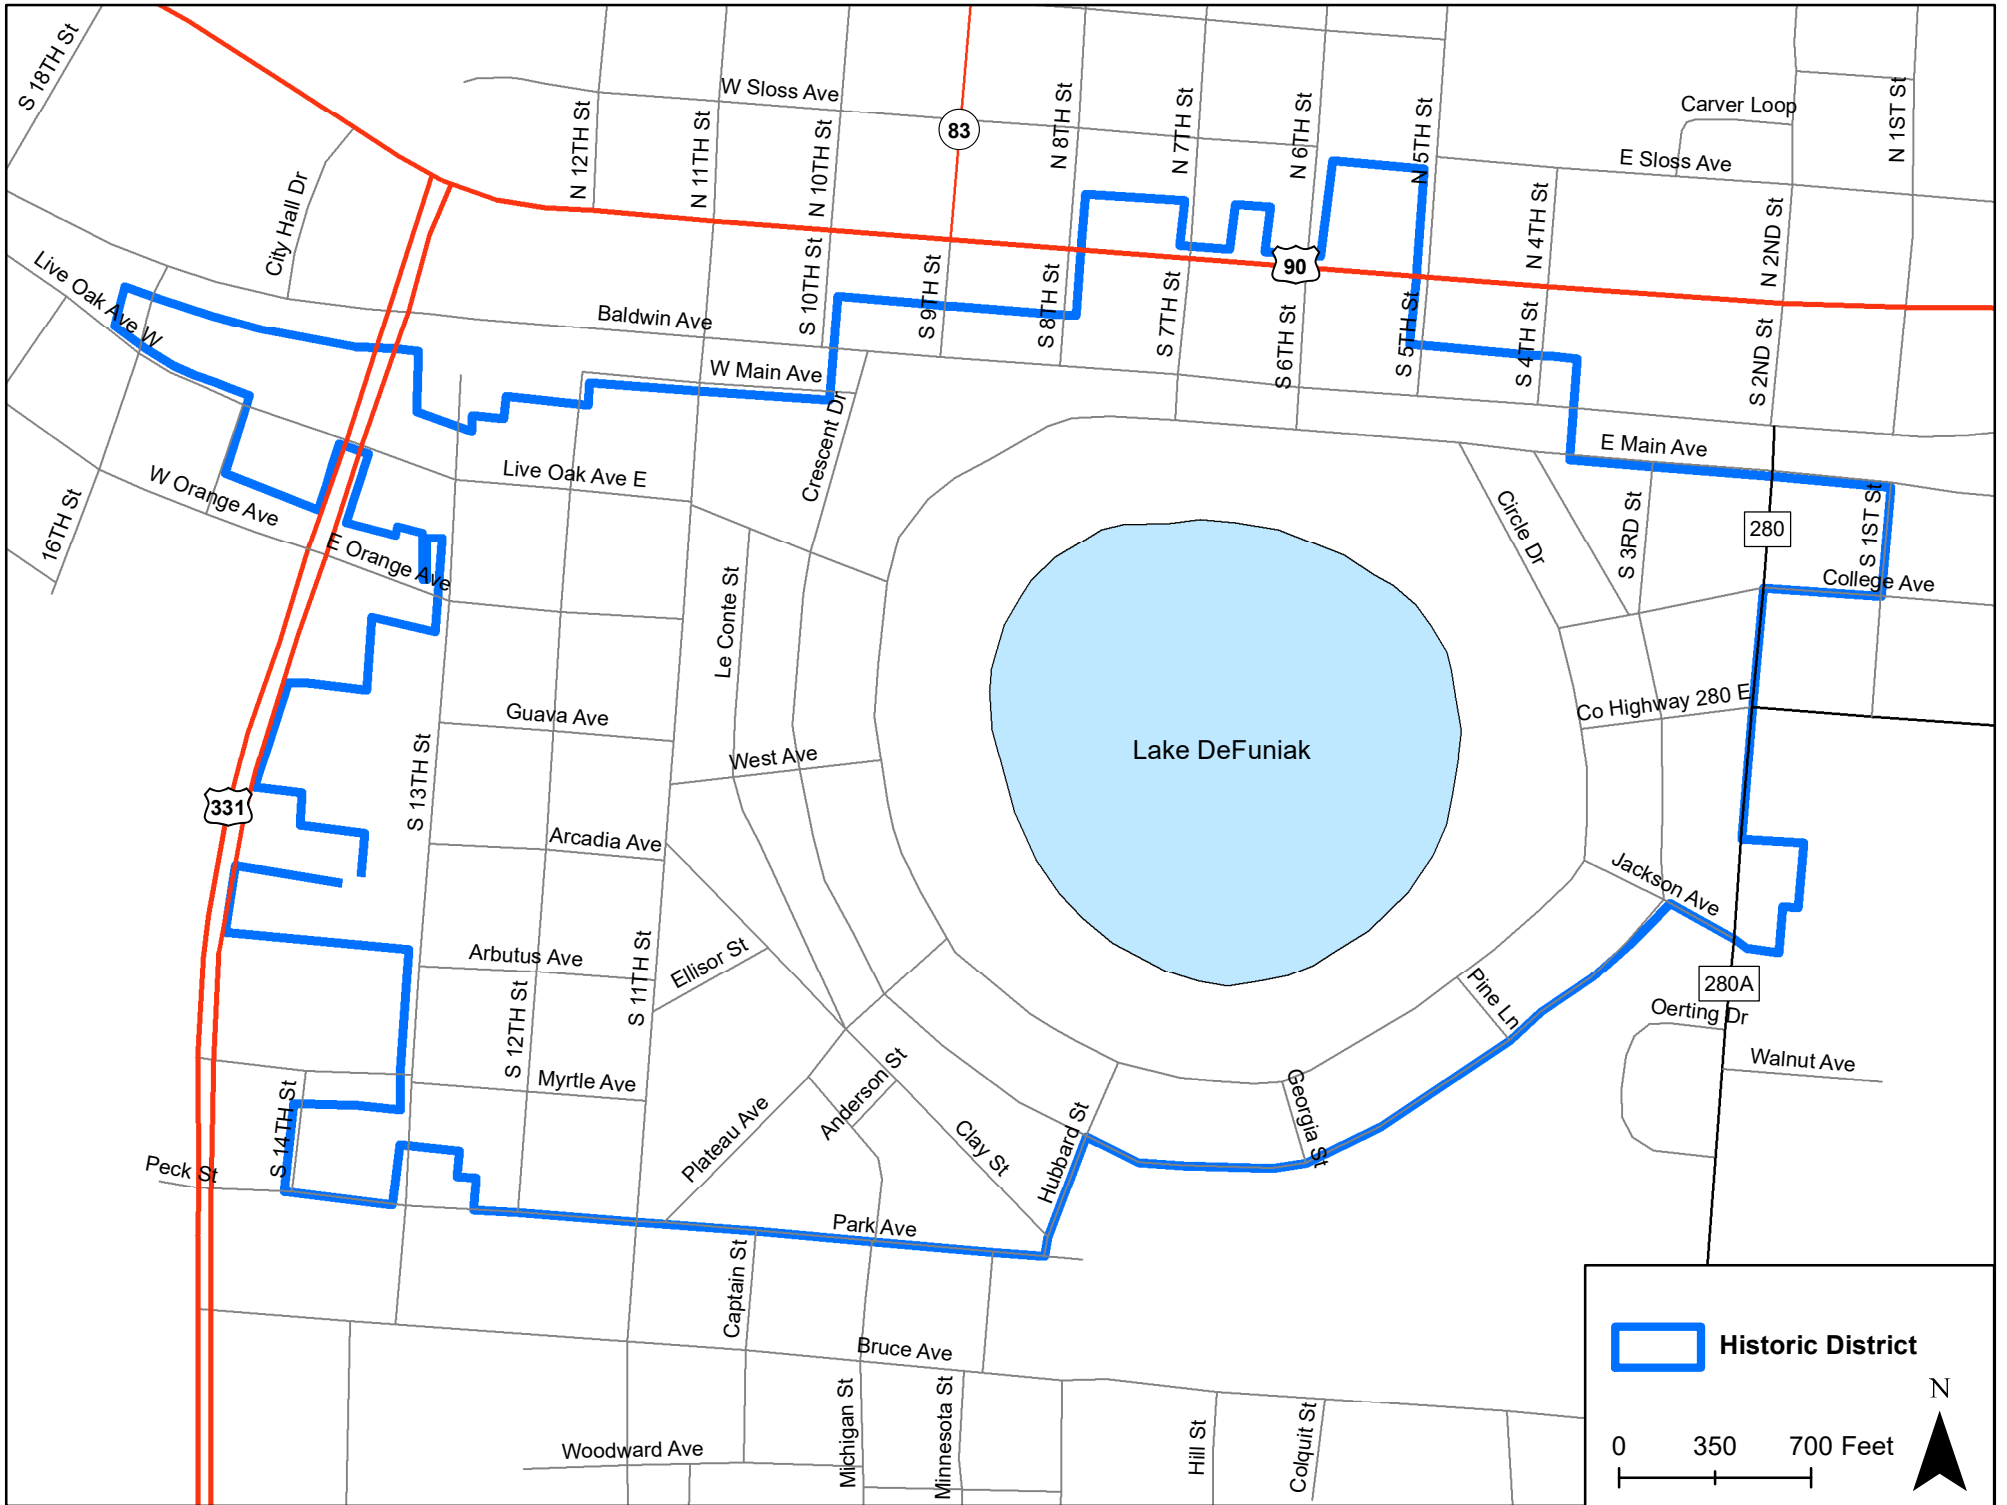 S 18TH St
W Sloss Ave
83
N 12TH St
N 11TH St
N 10TH St
N 8TH St
N 7TH St
N 6TH St
N 5TH St
Carver Loop
E Sloss Ave
N 1ST St
N 4TH St
N 2ND St
City Hall Dr
Live Oak Ave W
Baldwin Ave
S 10TH St
S 9TH St
S 8TH St
S 7TH St
90
S 6TH St
S 5TH St
S 4TH St
S 2ND St
W Main Ave
Crescent Dr
E Main Ave
Live Oak Ave E
W Orange Ave
16TH St
E Orange Ave
Circle Dr
S 3RD St
280
S 1ST St
College Ave
Le Conte St
Guava Ave
Co Highway 280 E
West Ave
Lake DeFuniak
S 13TH St
331
Arcadia Ave
Jackson Ave
Arbutus Ave
Ellisor St
S 11TH St
S 12TH St
280A
Pine Ln
Oerting Dr
Walnut Ave
Myrtle Ave
S 14TH St
Anderson St
Plateau Ave
Clay St
Hubbard St
Georgia St
Peck St
Park Ave
Captain St
Bruce Ave
Michigan St
Minnesota St
Woodward Ave
Hill St
Colquit St
Historic District
N
0 350 700 Feet